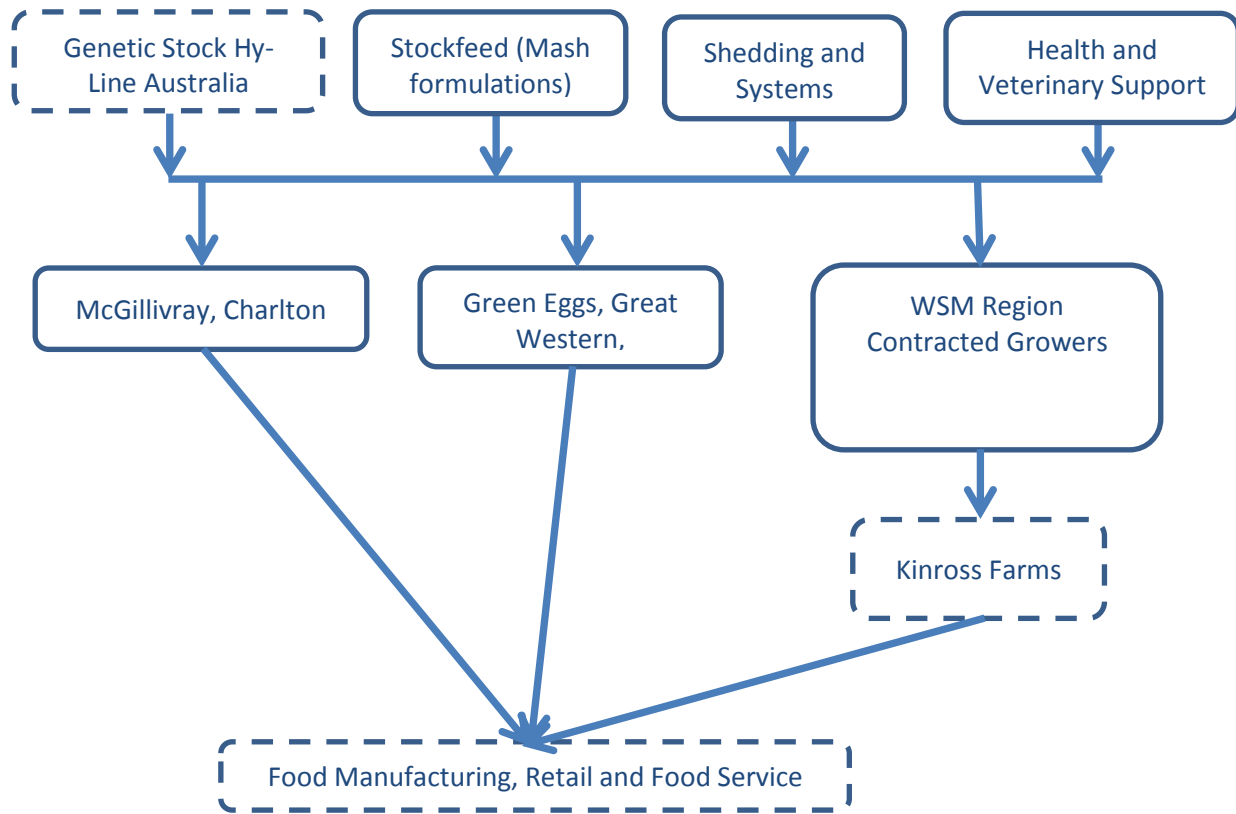 Genetic Stock Hy-
Line Australia
Stockfeed (Mash
formulations)
Shedding and
Systems
Health and
Veterinary Support
McGillivray, Charlton
Green Eggs, Great
Western,
WSM Region
Contracted Growers
Kinross Farms
Food Manufacturing, Retail and Food Service